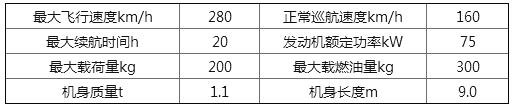 最大飞行速度km/h 280 正常巡航速度km/h 160
最大续航时间h 20 发动机额定功率kW 75
最大载荷量kg 200 最大载燃油量kg 300
机身质量t 1.1 机身长度m 9.0